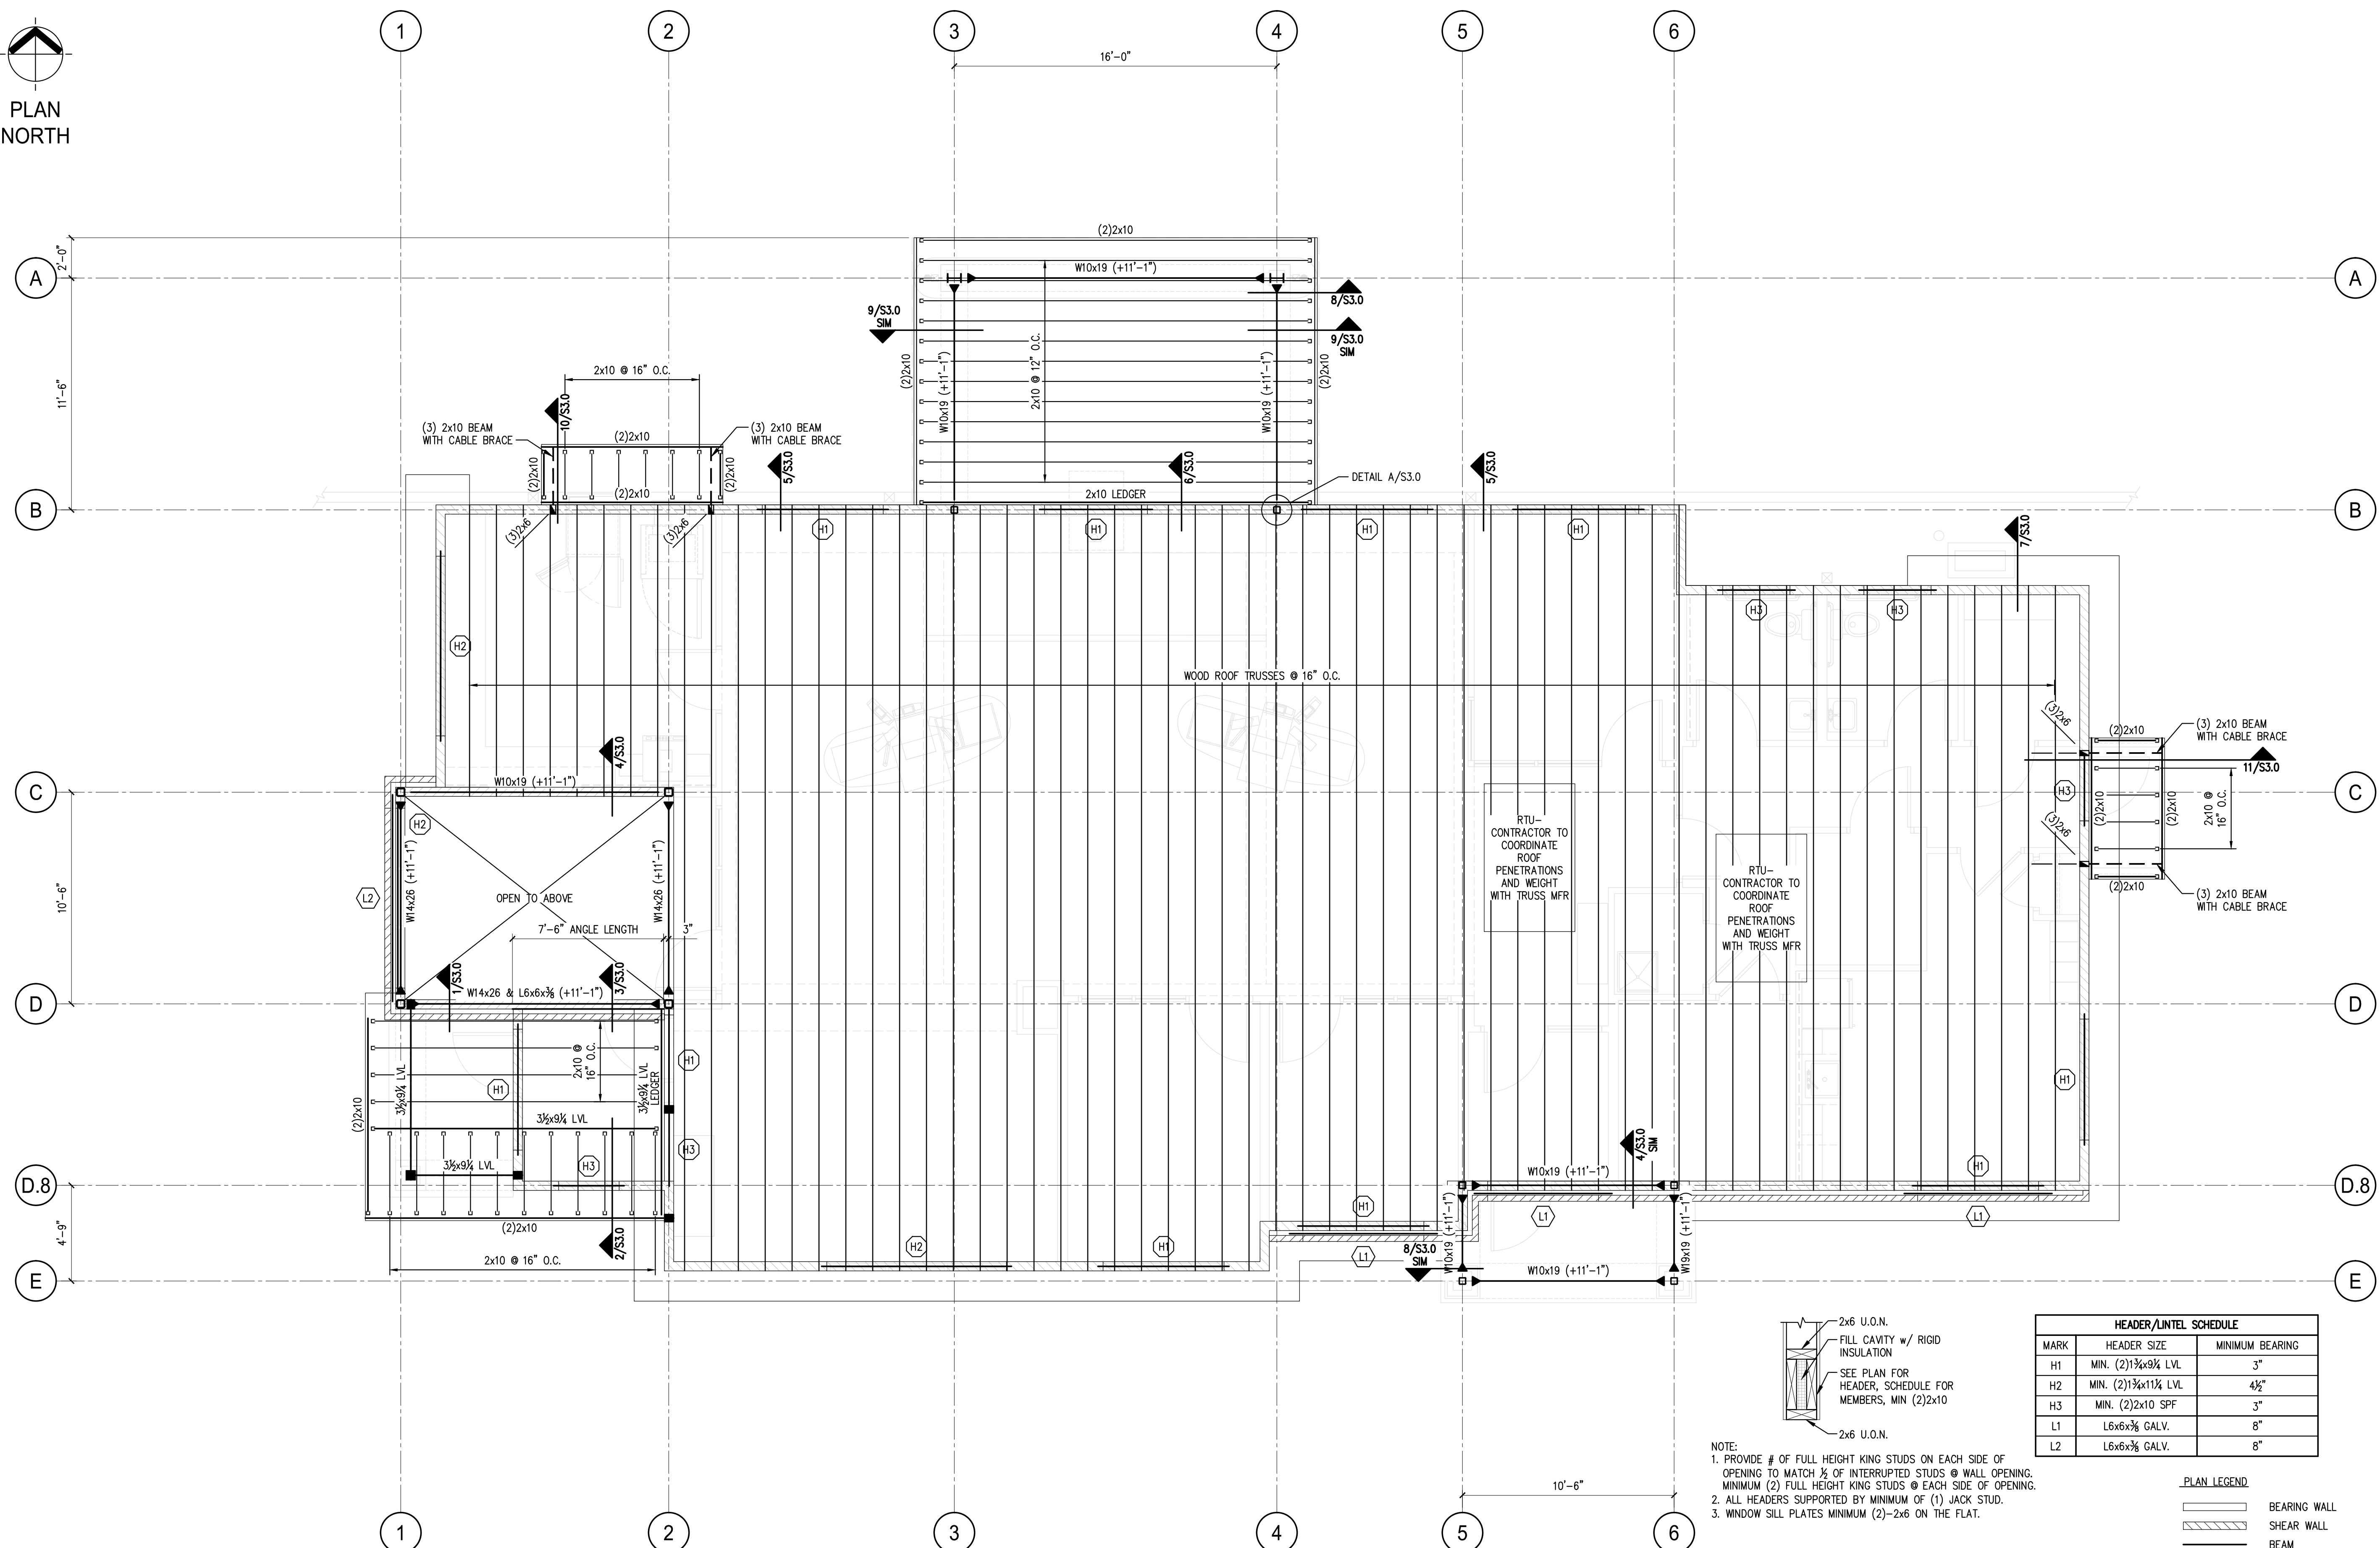 PLAN
NORTH
1
2
3
4
5
6
16'-0"
2'-0"
(2)2x10
A
W10x19 (+11'-1")
A
8/S3.0
9/S3.0
SIM
9/S3.0
SIM
11'-6"
2x10 @ 16" O.C.
(2)2x10
W10x19 (+11'-1")
2x10 @ 12" O.C.
W10x19 (+11'-1")
(2)2x10
10/S3.0
(3) 2x10 BEAM
WITH CABLE BRACE
(2)2x10
(3) 2x10 BEAM
WITH CABLE BRACE
(2)2x10
(2)2x10
(2)2x10
5/S3.0
6/S3.0
5/S3.0
DETAIL A/S3.0
2x10 LEDGER
B
B
(3)2x6
(3)2x6
H1
H1
H1
H1
7/S3.0
H3
H3
H2
WOOD ROOF TRUSSES @ 16" O.C.
(3)2x6
(2)2x10
(3) 2x10 BEAM
WITH CABLE BRACE
4/S3.0
11/S3.0
C
W10x19 (+11'-1")
H3
(2)2x10
(2)2x10
2x10 @
16" O.C.
C
H2
(3)2x6
RTU-
CONTRACTOR TO
COORDINATE
ROOF
PENETRATIONS
AND WEIGHT
WITH TRUSS MFR
RTU-
CONTRACTOR TO
COORDINATE
ROOF
PENETRATIONS
AND WEIGHT
WITH TRUSS MFR
10'-6"
L2
W14x26 (+11'-1")
OPEN TO ABOVE
W14x26 (+11'-1")
(2)2x10
(3) 2x10 BEAM
WITH CABLE BRACE
7'-6" ANGLE LENGTH
3"
1/S3.0
3/S3.0
W14x26 & L6x6x⅜ (+11'-1")
D
D
2x10 @
16" O.C.
H1
3½x9¼ LVL
H1
3½x9¼ LVL
LEDGER
H1
(2)2x10
3½x9¼ LVL
H3
4/S3.0
SIM
3½x9¼ LVL
H3
W10x19 (+11'-1")
H1
D.8
D.8
4'-9"
(2)2x10
H1
L1
L1
2/S3.0
H2
H1
L1
8/S3.0
SIM
W10x19 (+11'-1")
W19x19 (+11'-1")
2x10 @ 16" O.C.
W10x19 (+11'-1")
E
E
2x6 U.O.N.
FILL CAVITY w/ RIGID
INSULATION
SEE PLAN FOR
HEADER, SCHEDULE FOR
MEMBERS, MIN (2)2x10
2x6 U.O.N.
HEADER/LINTEL SCHEDULE
MARK HEADER SIZE MINIMUM BEARING
H1 MIN. (2)1¾x9¼ LVL 3"
H2 MIN. (2)1¾x11¼ LVL 4½"
H3 MIN. (2)2x10 SPF 3"
L1 L6x6x⅜ GALV. 8"
L2 L6x6x⅜ GALV. 8"
NOTE:
1. PROVIDE # OF FULL HEIGHT KING STUDS ON EACH SIDE OF
OPENING TO MATCH ½ OF INTERRUPTED STUDS @ WALL OPENING.
MINIMUM (2) FULL HEIGHT KING STUDS @ EACH SIDE OF OPENING.
2. ALL HEADERS SUPPORTED BY MINIMUM OF (1) JACK STUD.
3. WINDOW SILL PLATES MINIMUM (2)-2x6 ON THE FLAT.
10'-6"
PLAN LEGEND
BEARING WALL
SHEAR WALL
BEAM
1
2
3
4
5
6